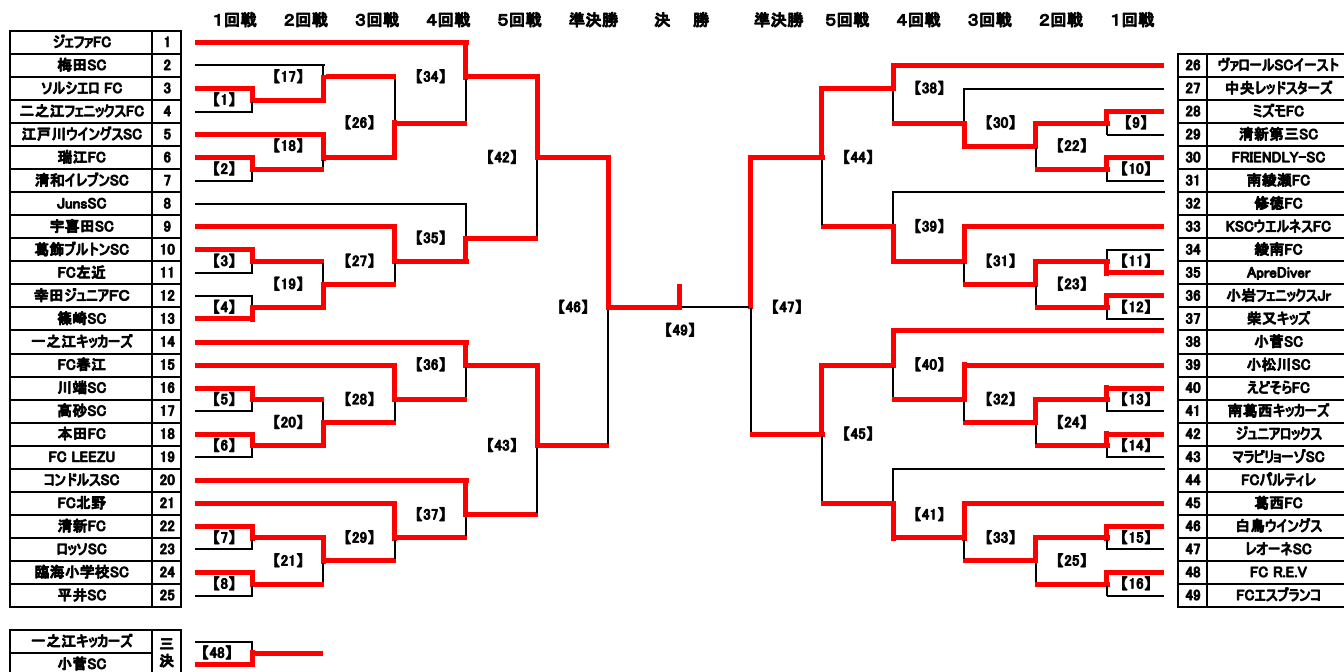 1回戦 2回戦 3回戦 4回戦 5回戦 準決勝 決 勝 準決勝 5回戦 4回戦 3回戦 2回戦 1回戦
ジェファFC 1
梅田SC 2
ソルシエロ FC 3
二之江フェニックスFC 4
江戸川ウイングスSC 5
瑞江FC 6
清和イレブンSC 7
JunsSC 8
宇喜田SC 9
葛飾ブルトンSC 10
FC左近 11
幸田ジュニアFC 12
篠崎SC 13
一之江キッカーズ 14
FC春江 15
川端SC 16
高砂SC 17
本田FC 18
FC LEEZU 19
コンドルスSC 20
FC北野 21
清新FC 22
ロッソSC 23
臨海小学校SC 24
平井SC 25
【1】
【2】
【3】
【4】
【5】
【6】
【7】
【8】
【17】
【18】
【19】
【20】
【21】
【26】
【27】
【28】
【29】
【34】
【35】
【36】
【37】
【42】
【43】
【46】
【49】
【47】
【44】
【45】
【38】
【39】
【40】
【41】
【30】
【31】
【32】
【33】
【22】
【23】
【24】
【25】
【9】
【10】
【11】
【12】
【13】
【14】
【15】
【16】
26 ヴァロールSCイースト
27 中央レッドスターズ
28 ミズモFC
29 清新第三SC
30 FRIENDLY-SC
31 南綾瀬FC
32 修徳FC
33 KSCウエルネスFC
34 綾南FC
35 ApreDiver
36 小岩フェニックスJr
37 柴又キッズ
38 小菅SC
39 小松川SC
40 えどそらFC
41 南葛西キッカーズ
42 ジュニアロックス
43 マラビリョーゾSC
44 FCパルティレ
45 葛西FC
46 白鳥ウイングス
47 レオーネSC
48 FC R.E.V
49 FCエスブランコ
一之江キッカーズ
小菅SC
三決
【48】